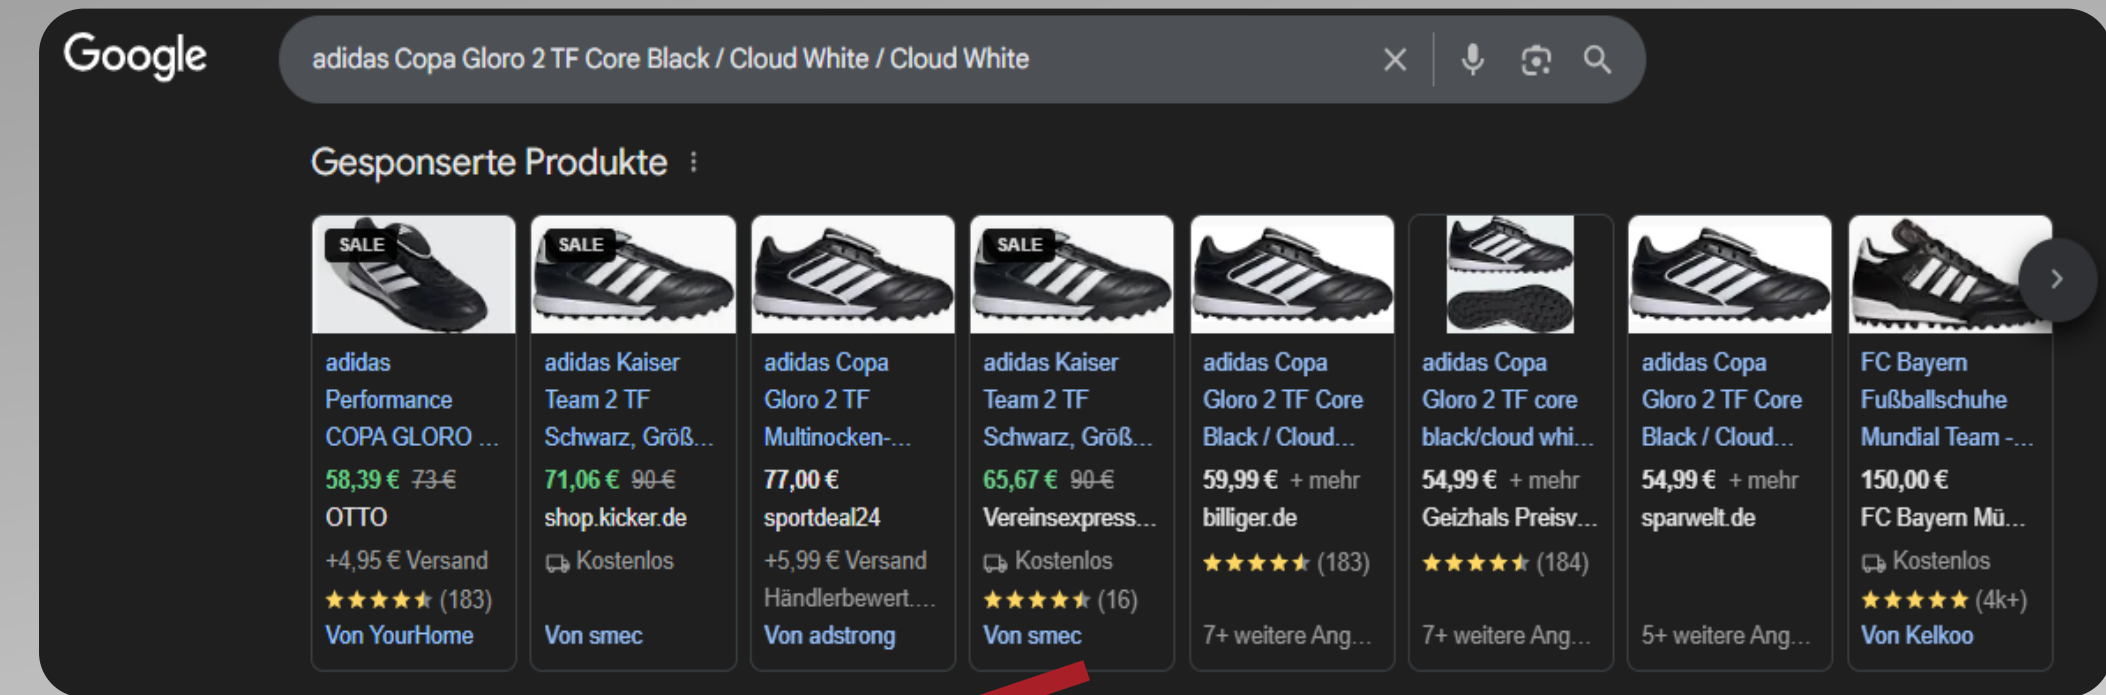 Google
adidas Copa Gloro 2 TF Core Black / Cloud White / Cloud White
Gesponserte Produkte
SALE
adidas
Performance
COPA GLORO ...
58,39 € 73 €
OTTO
+4,95 € Versand
(183)
Von YourHome
SALE
adidas Kaiser
Team 2 TF
Schwarz, Größ...
71,06 € 90 €
shop.kicker.de
Kostenlos
Von smec
adidas Copa
Gloro 2 TF
Multinocken-...
77,00 €
sportdeal24
+5,99 € Versand
Händlerbewert....
Von adstrong
SALE
adidas Kaiser
Team 2 TF
Schwarz, Größ...
65,67 € 90 €
Vereinsexpress...
Kostenlos
(16)
Von smec
adidas Copa
Gloro 2 TF Core
Black / Cloud...
59,99 € + mehr
billiger.de
(183)
7+ weitere Ang...
adidas Copa
Gloro 2 TF core
black/cloud whi...
54,99 € + mehr
Geizhals Preisv...
(184)
7+ weitere Ang...
adidas Copa
Gloro 2 TF Core
Black / Cloud...
54,99 € + mehr
sparwelt.de
5+ weitere Ang...
FC Bayern
Fußballschuhe
Mundial Team -...
150,00 €
FC Bayern Mü...
Kostenlos
(4k+)
Von Kelkoo